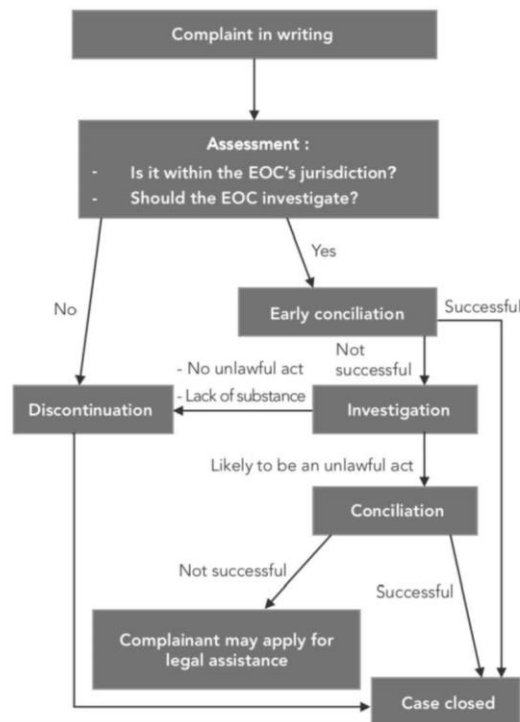 Complaint in writing
Assessment :
- Is it within the EOC's jurisdiction?
- Should the EOC investigate?
Yes
No
Early conciliation
Successful
Not
successful
- No unlawful act
- Lack of substance
Discontinuation
Investigation
Likely to be an unlawful act
Conciliation
Not successful
Successful
Complainant may apply for
legal assistance
Case closed